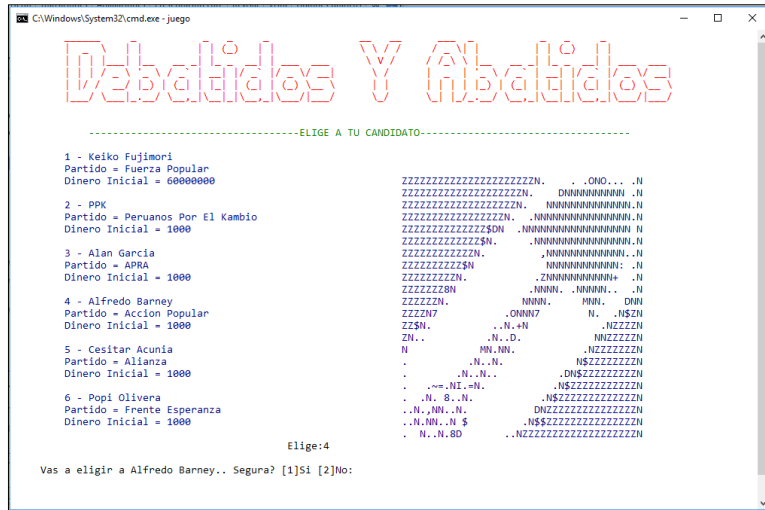 C:\Windows\System32\cmd.exe - juego
Debatidos Y Abatidos
------------------------------------ELIGE A TU CANDIDATO------------------------------------
1 - Keiko Fujimori
Partido = Fuerza Popular
Dinero Inicial = 60000000
2 - PPK
Partido = Peruanos Por El Kambio
Dinero Inicial = 1000
3 - Alan Garcia
Partido = APRA
Dinero Inicial = 1000
4 - Alfredo Barney
Partido = Accion Popular
Dinero Inicial = 1000
5 - Cesitar Acunia
Partido = Alianza
Dinero Inicial = 1000
6 - Popi Olivera
Partido = Frente Esperanza
Dinero Inicial = 1000
Elige:4
Vas a eligir a Alfredo Barney.. Segura? [1]Si [2]No: